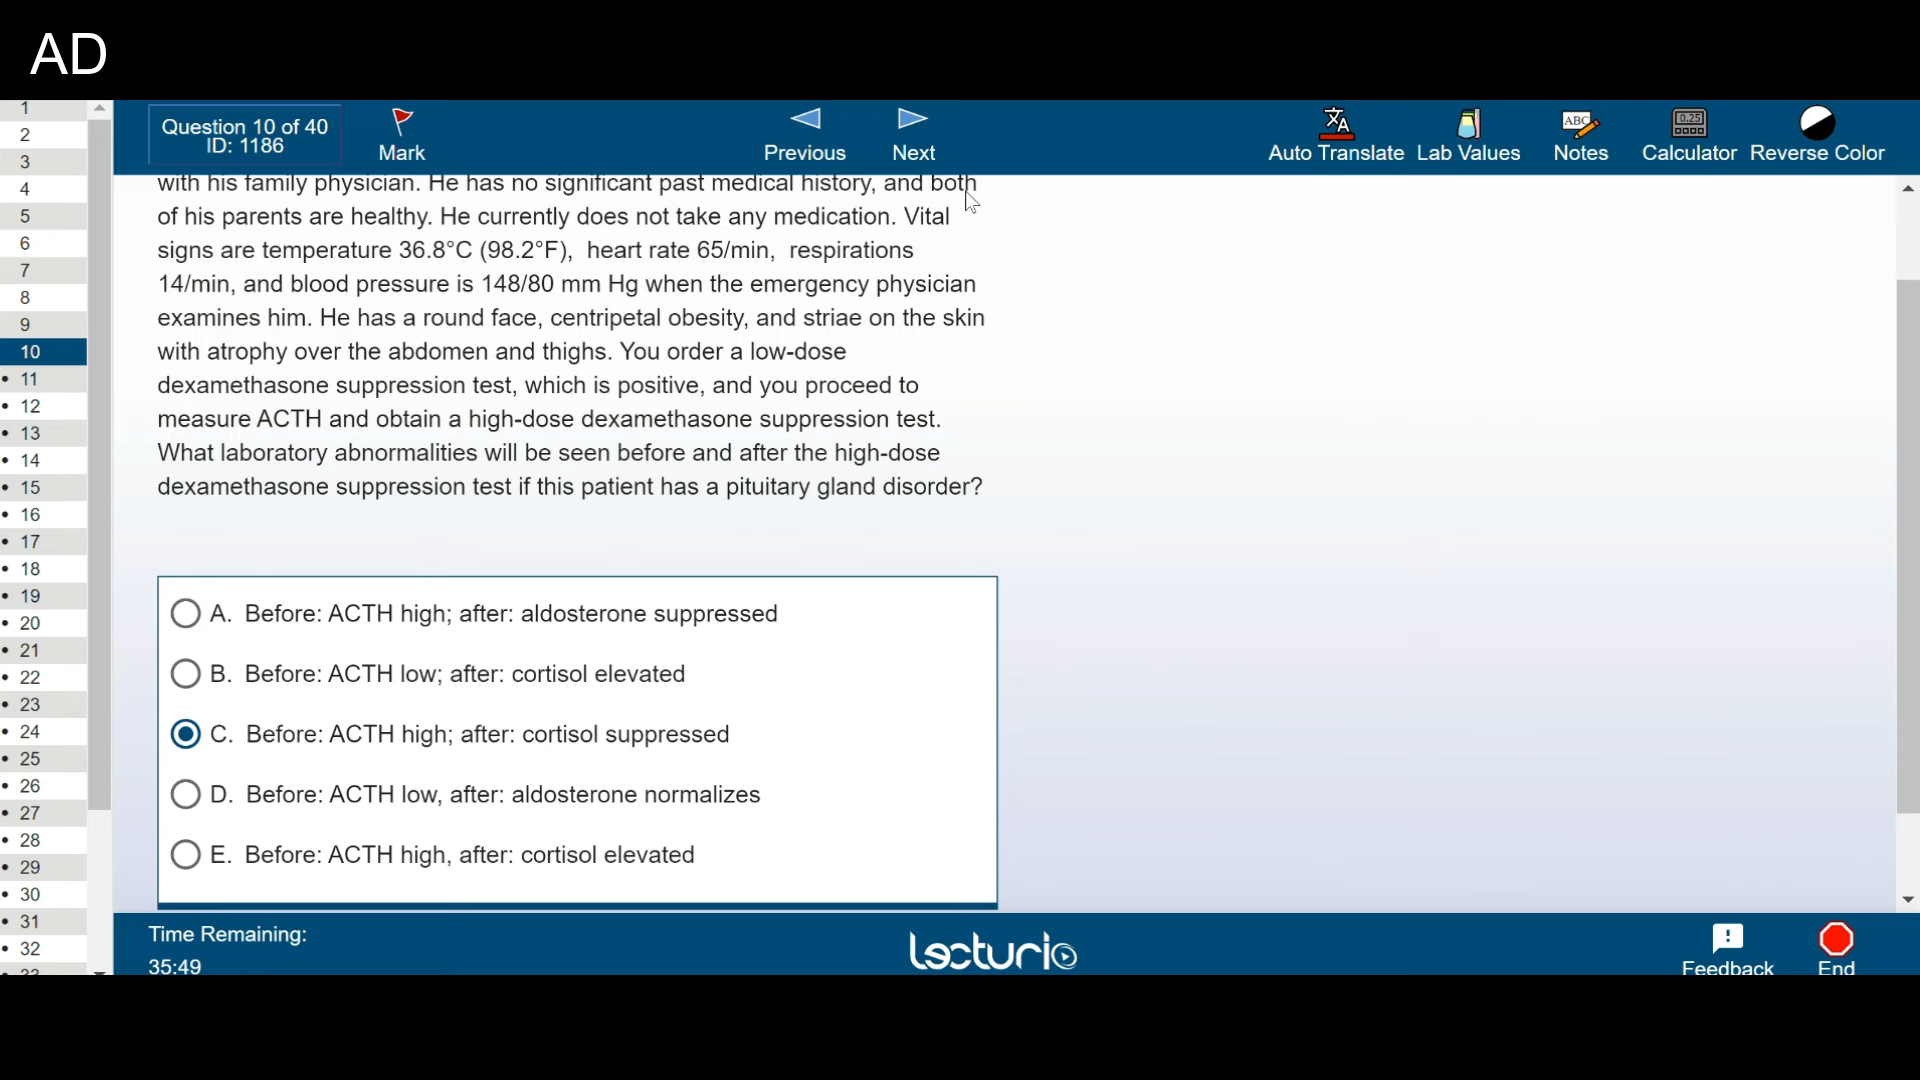 AD
Question 10 of 40
ID: 1186
Mark
Previous
Next
Auto Translate
Lab Values
ABC
Notes
0.25
Calculator
Reverse Color
1
2
3
4
5
6
7
8
9
10
11
12
13
14
15
16
17
18
19
20
21
22
23
24
25
26
27
28
29
30
31
32
33
with his family physician. He has no significant past medical history, and both
of his parents are healthy. He currently does not take any medication. Vital
signs are temperature 36.8°C (98.2°F), heart rate 65/min, respirations
14/min, and blood pressure is 148/80 mm Hg when the emergency physician
examines him. He has a round face, centripetal obesity, and striae on the skin
with atrophy over the abdomen and thighs. You order a low-dose
dexamethasone suppression test, which is positive, and you proceed to
measure ACTH and obtain a high-dose dexamethasone suppression test.
What laboratory abnormalities will be seen before and after the high-dose
dexamethasone suppression test if this patient has a pituitary gland disorder?
A. Before: ACTH high; after: aldosterone suppressed
B. Before: ACTH low; after: cortisol elevated
C. Before: ACTH high; after: cortisol suppressed
D. Before: ACTH low, after: aldosterone normalizes
E. Before: ACTH high, after: cortisol elevated
Time Remaining:
35:49
lecturio
Feedback
End